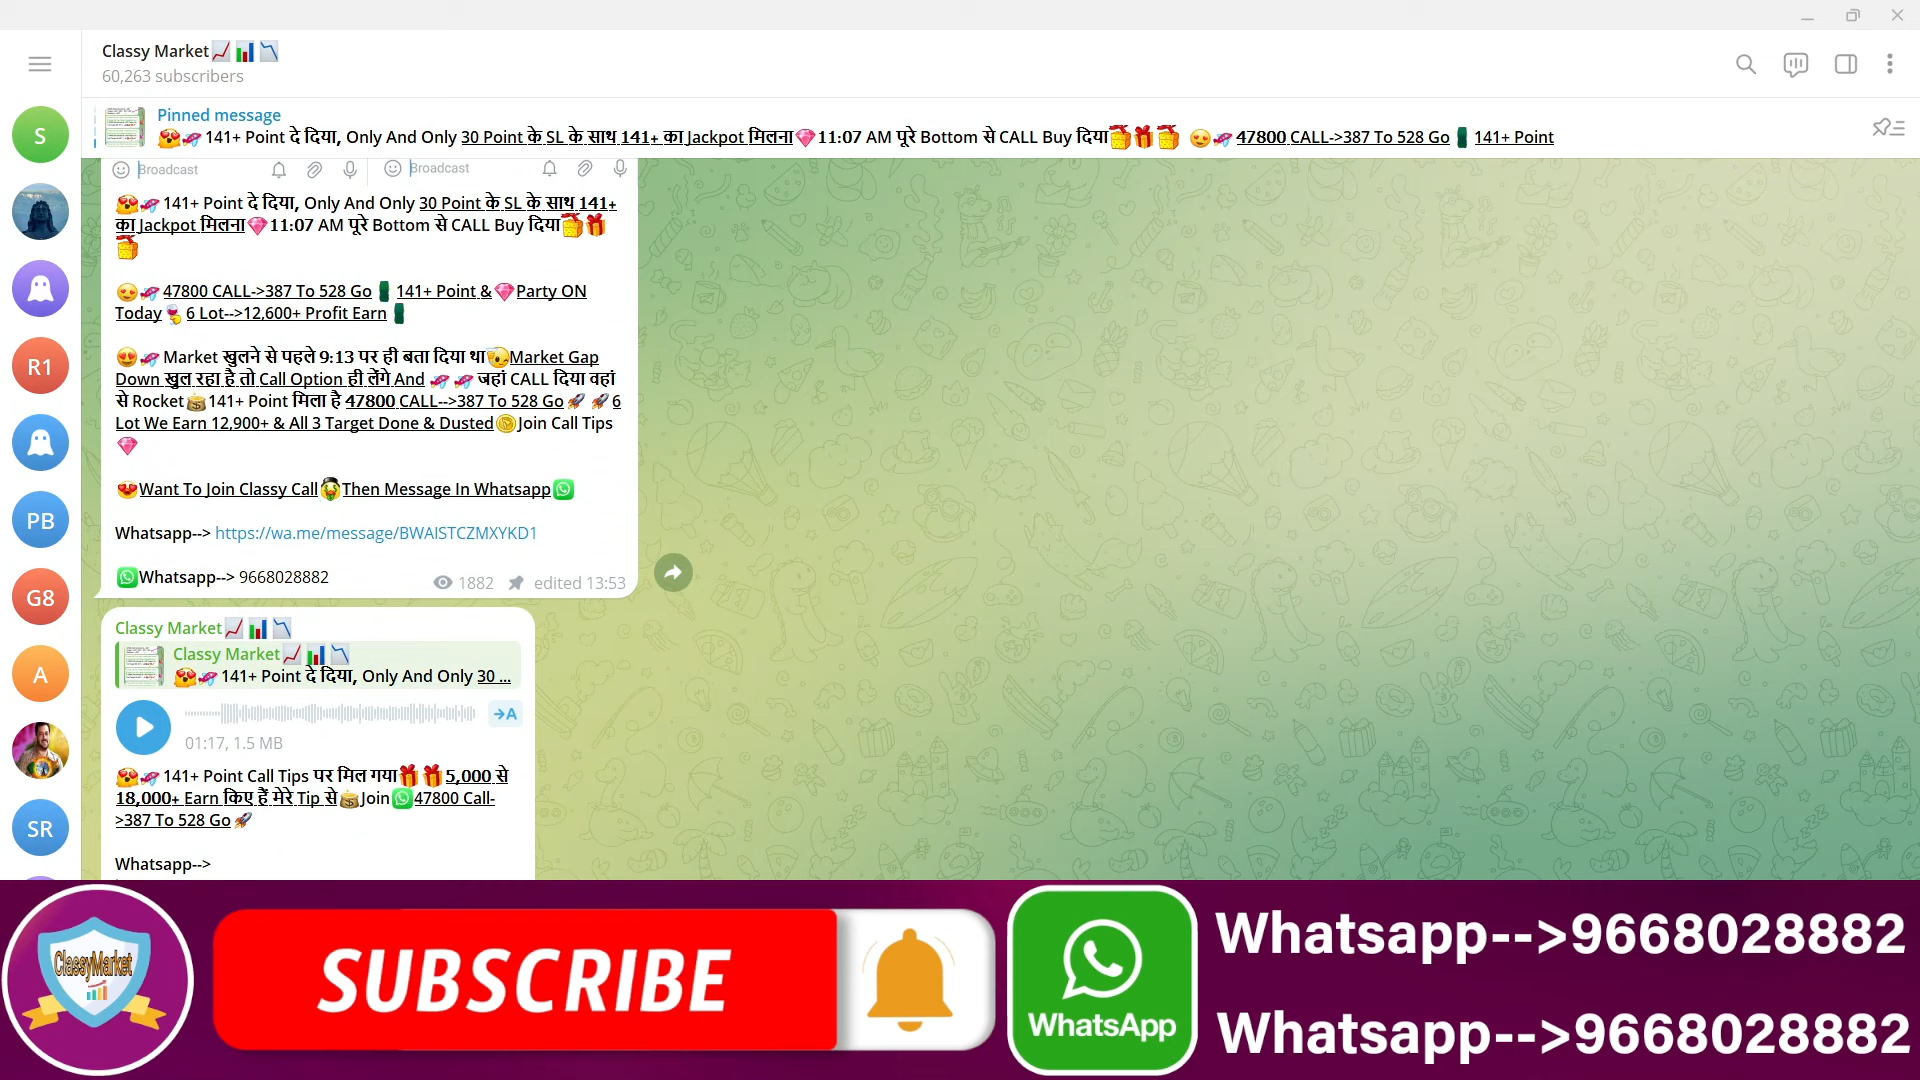 Classy Market📈📊📉
60,263 subscribers
Pinned message
😍🚀 141+ Point दे दिया, Only And Only 30 Point के SL के साथ 141+ का Jackpot मिलना💎11:07 AM पूरे Bottom से CALL Buy दिया🎁🎁🎁 😍🚀 47800 CALL->387 To 528 Go 141+ Point
Broadcast
Broadcast
😍🚀 141+ Point दे दिया, Only And Only 30 Point के SL के साथ 141+
का Jackpot मिलना💎11:07 AM पूरे Bottom से CALL Buy दिया🎁🎁
🎁
😍🚀 47800 CALL->387 To 528 Go 141+ Point &💎Party ON
Today🍷6 Lot-->12,600+ Profit Earn
😍🚀 Market खुलने से पहले 9:13 पर ही बता दिया था Market Gap
Down खुल रहा है तो Call Option ही लेंगे And 🚀🚀 जहां CALL दिया वहां
से Rocket💰141+ Point मिला है 47800 CALL-->387 To 528 Go🚀🚀6
Lot We Earn 12,900+ & All 3 Target Done & Dusted🪙Join Call Tips
💎
😍Want To Join Classy Call🤑Then Message In Whatsapp
Whatsapp--> https://wa.me/message/BWAISTCZMXYKD1
Whatsapp--> 9668028882
1882 edited 13:53
Classy Market📈📊📉
Classy Market📈📊📉
😍🚀 141+ Point दे दिया, Only And Only 30 ...
→A
01:17, 1.5 MB
😍🚀 141+ Point Call Tips पर मिल गया🎁🎁5,000 से
18,000+ Earn किए हैं मेरे Tip से💰Join 47800 Call-
>387 To 528 Go🚀
Whatsapp-->
S
R1
PB
G8
A
SR
ClassyMarket
SUBSCRIBE
WhatsApp
Whatsapp-->9668028882
Whatsapp-->9668028882